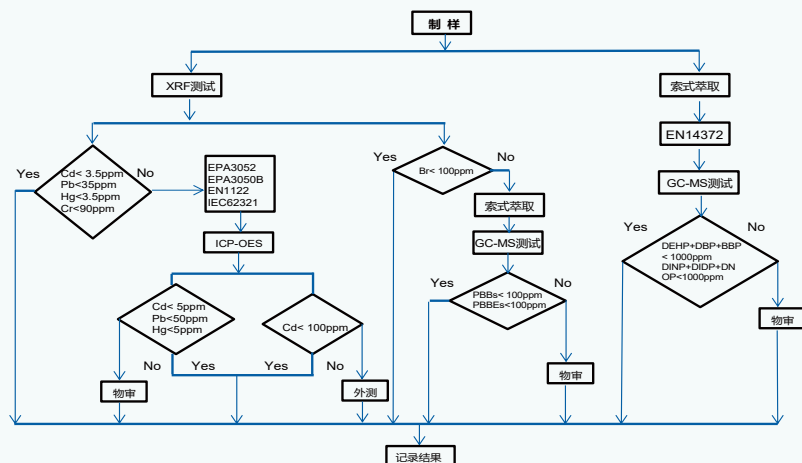 制 样
XRF测试
索式萃取
EN14372
GC-MS测试
Yes
No
Cd< 3.5ppm
Pb<35ppm
Hg<3.5ppm
Cr<90ppm
EPA3052
EPA3050B
EN1122
IEC62321
ICP-OES
Yes
No
Br< 100ppm
索式萃取
GC-MS测试
Yes
No
DEHP+DBP+BBP
< 1000ppm
DINP+DIDP+DN
OP<1000ppm
Yes
No
PBBs< 100ppm
PBBEs<100ppm
Cd< 5ppm
Pb<50ppm
Hg<5ppm
Cd< 100ppm
No
Yes
Yes
No
物审
外测
物审
物审
记录结果